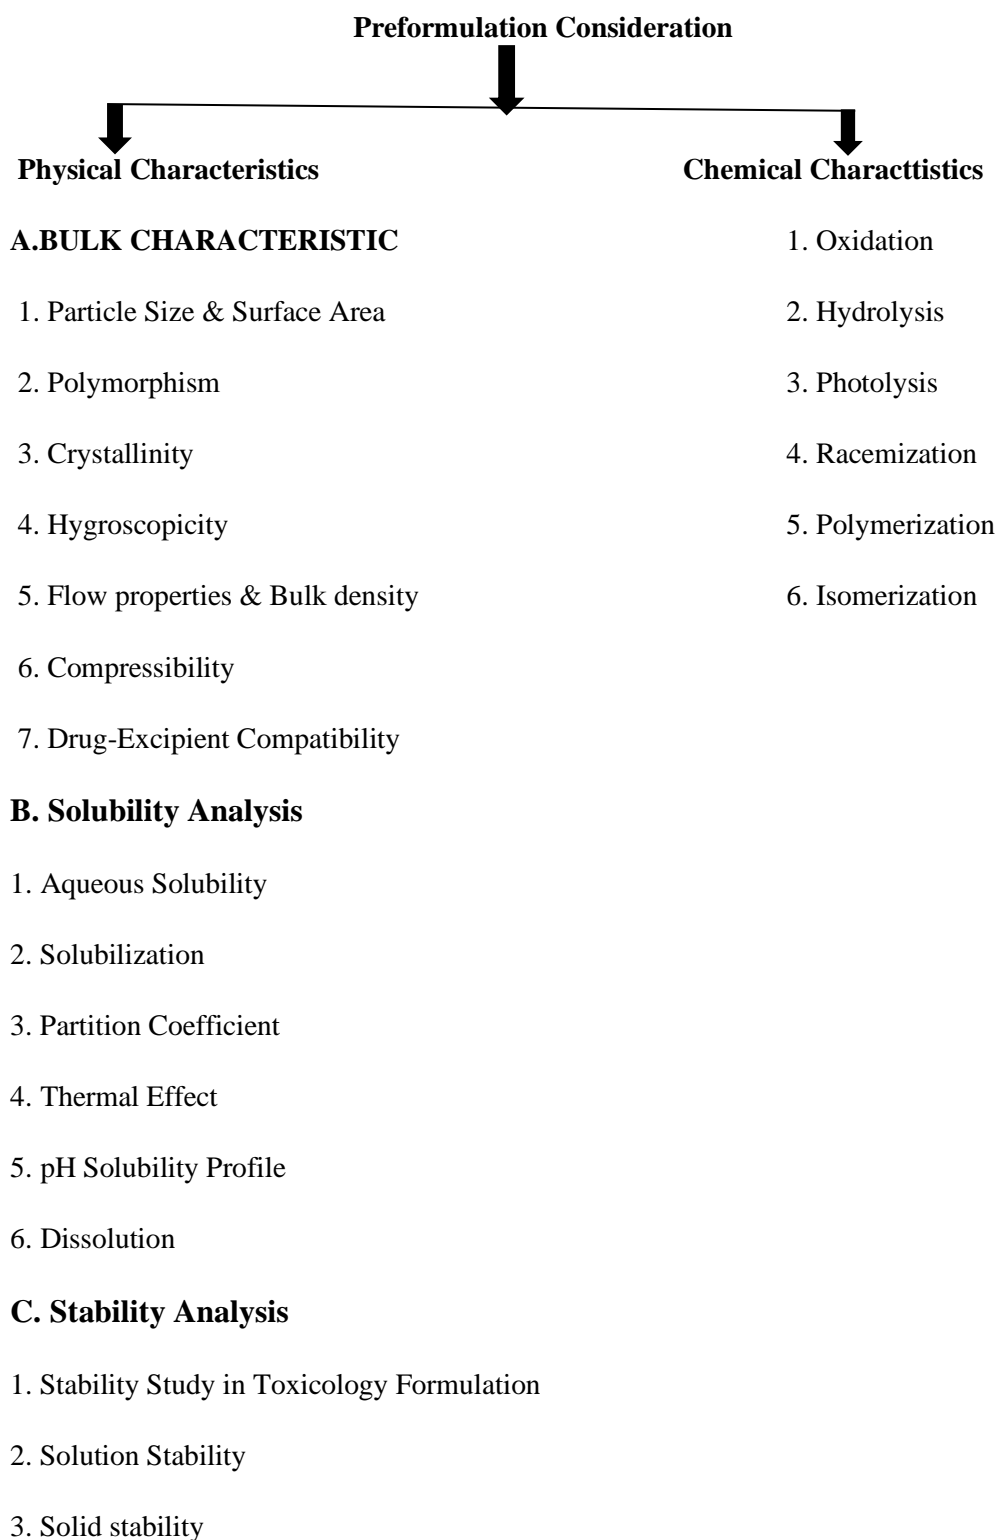 Preformulation Consideration
Physical Characteristics
Chemical Characttistics
A.BULK CHARACTERISTIC
1. Oxidation
1. Particle Size & Surface Area
2. Hydrolysis
2. Polymorphism
3. Photolysis
3. Crystallinity
4. Racemization
4. Hygroscopicity
5. Polymerization
5. Flow properties & Bulk density
6. Isomerization
6. Compressibility
7. Drug-Excipient Compatibility
B. Solubility Analysis
1. Aqueous Solubility
2. Solubilization
3. Partition Coefficient
4. Thermal Effect
5. pH Solubility Profile
6. Dissolution
C. Stability Analysis
1. Stability Study in Toxicology Formulation
2. Solution Stability
3. Solid stability